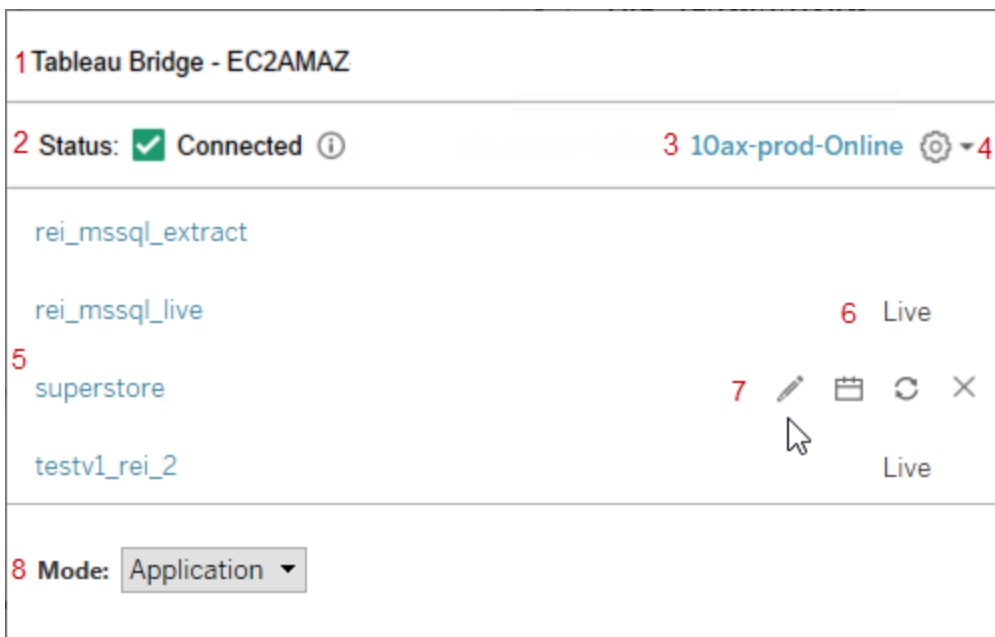 1 Tableau Bridge - EC2AMAZ
2 Status: Connected 3 10ax-prod-Online 4
rei_mssql_extract
rei_mssql_live 6 Live
5
superstore 7
testv1_rei_2 Live
8 Mode: Application